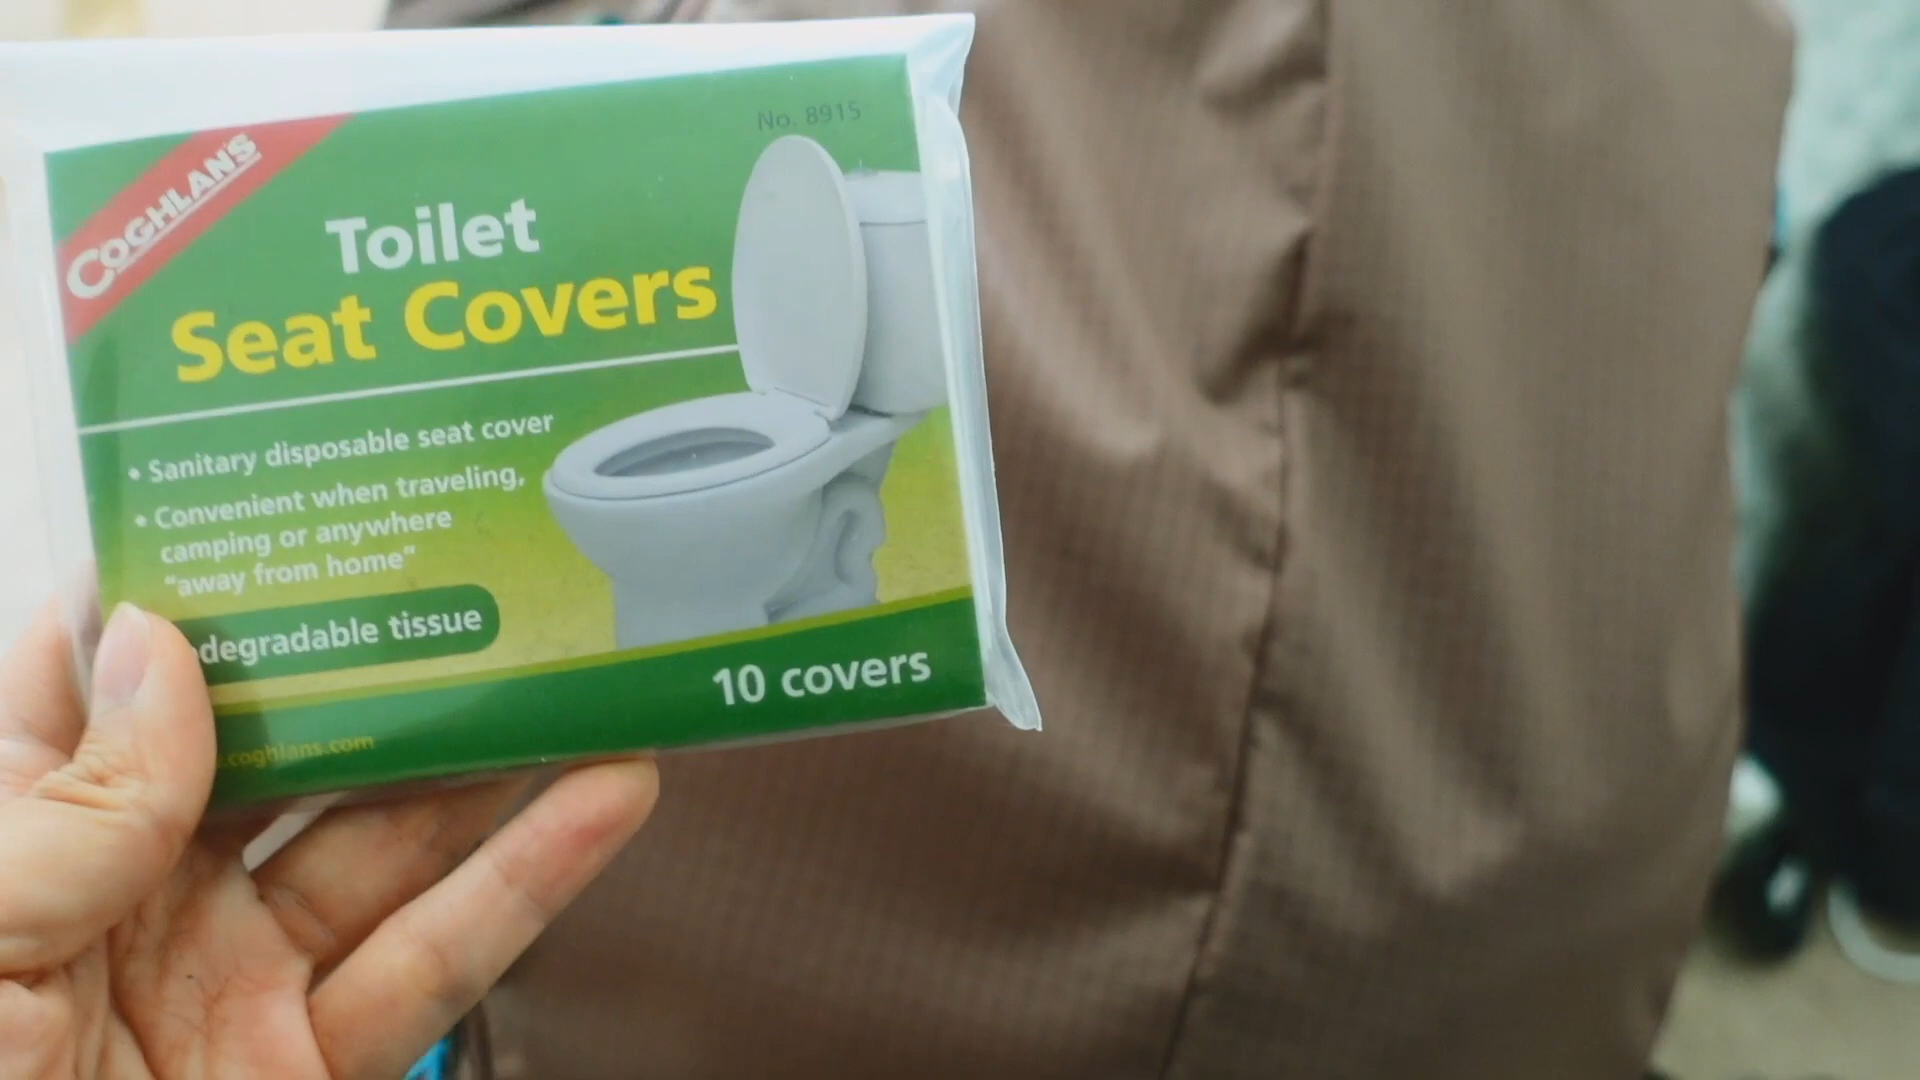 COGHLAN'S
No. 8915
Toilet
Seat Covers
• Sanitary disposable seat cover
• Convenient when traveling,
camping or anywhere
"away from home"
degradable tissue
10 covers
.coghlans.com